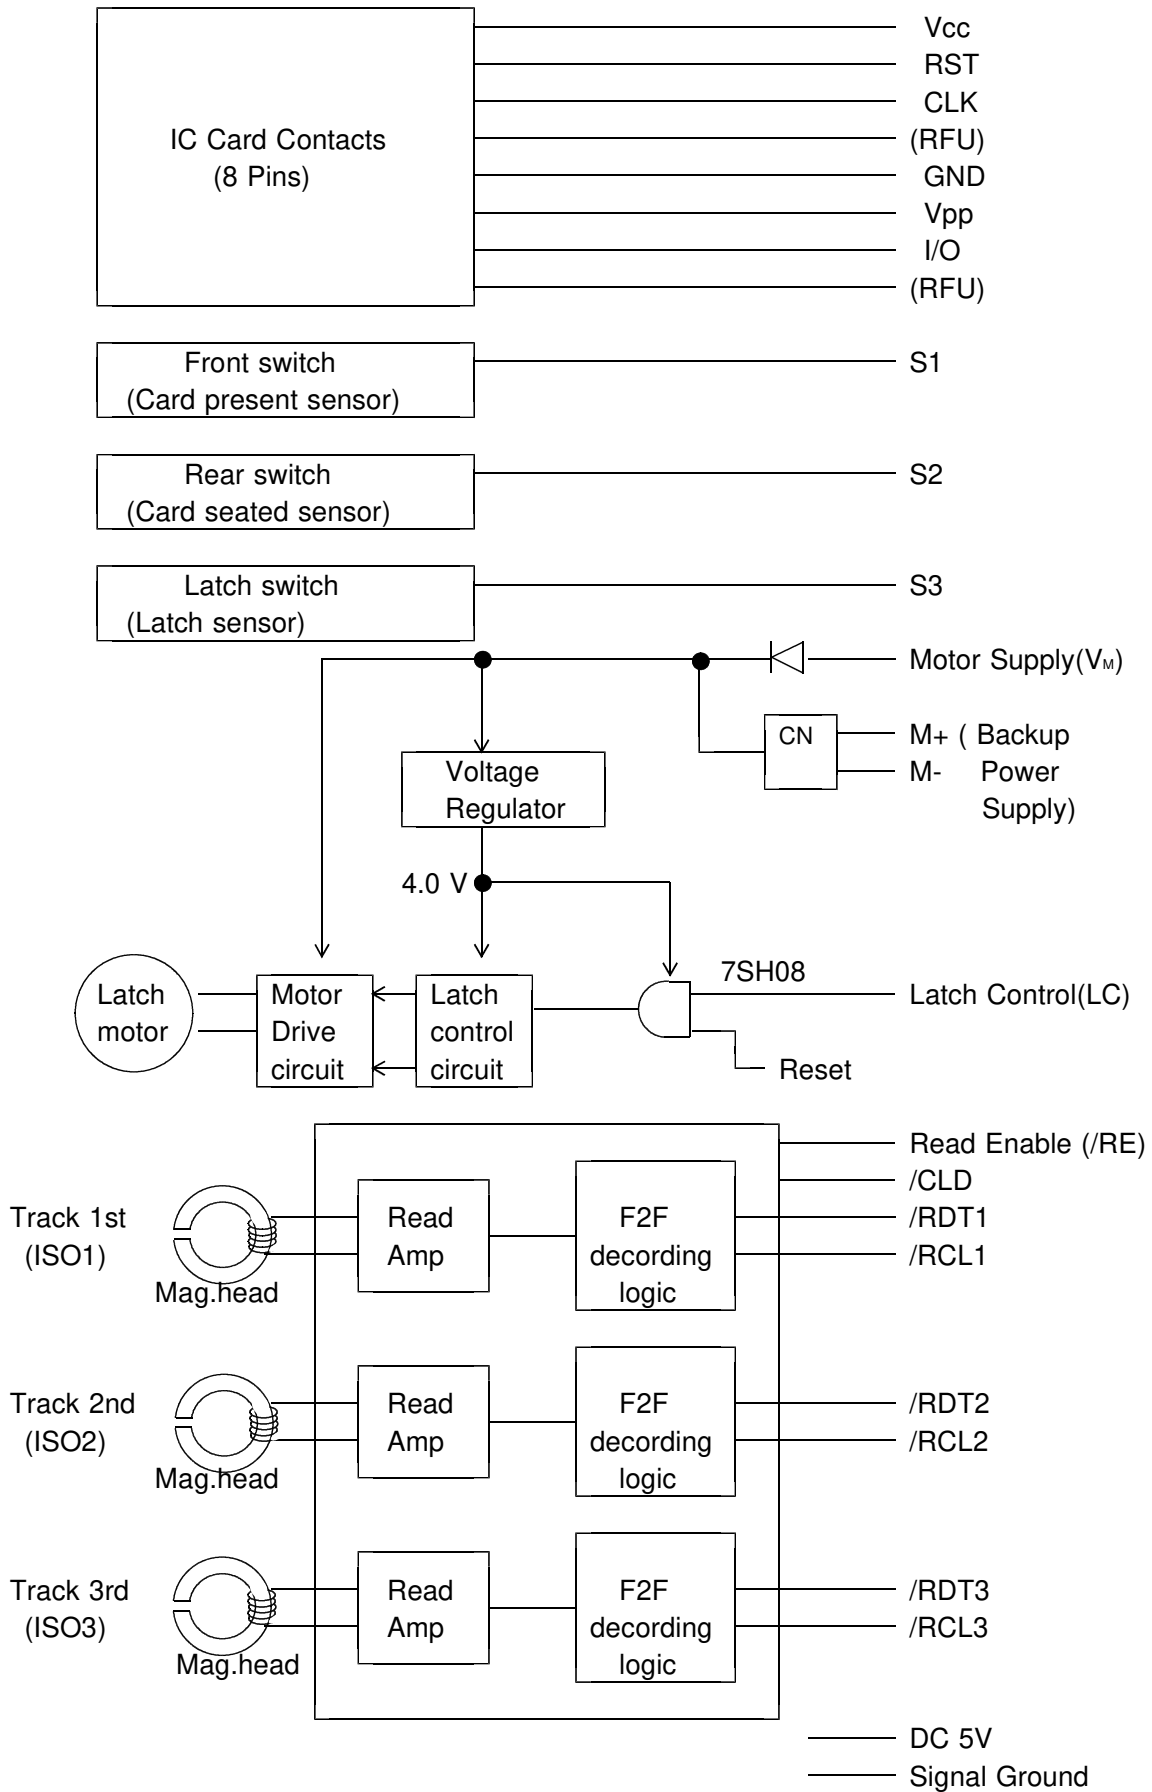 Vcc
RST
CLK
IC Card Contacts (RFU)
(8 Pins) GND
Vpp
I/O
(RFU)
Front switch S1
(Card present sensor)
Rear switch S2
(Card seated sensor)
Latch switch S3
(Latch sensor)
Motor Supply(VM)
CN M+ ( Backup
Voltage M- Power
Regulator Supply)
4.0 V
7SH08
Latch Motor Latch Latch Control(LC)
motor Drive control
circuit circuit Reset
Read Enable (/RE)
/CLD
Track 1st Read F2F /RDT1
(ISO1) Amp decording /RCL1
Mag.head logic
Track 2nd Read F2F /RDT2
(ISO2) Amp decording /RCL2
Mag.head logic
Track 3rd Read F2F /RDT3
(ISO3) Amp decording /RCL3
Mag.head logic
DC 5V
Signal Ground